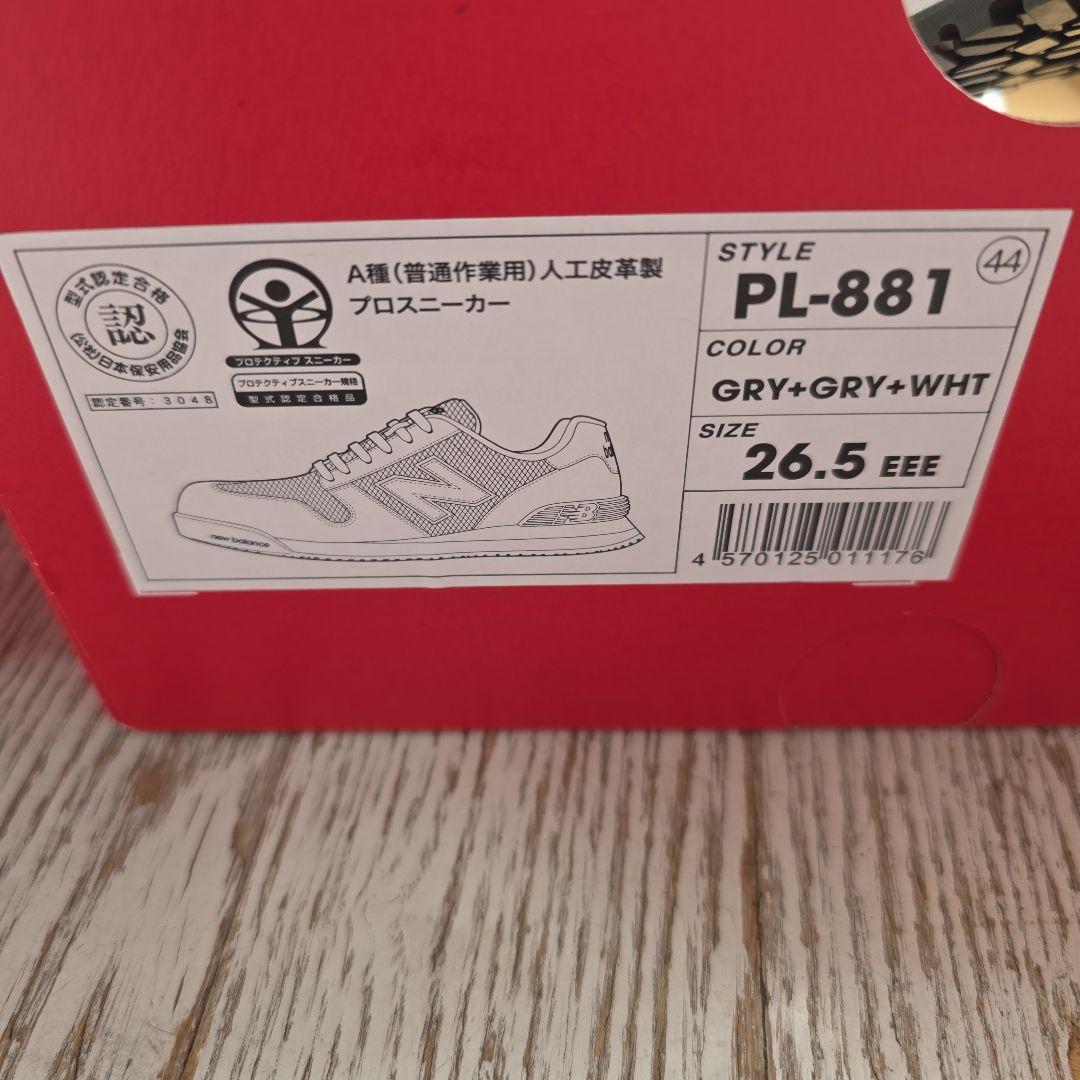 型式認定合格
認
(公社)日本保安用品協会
認定番号:3048
プロテクティブ スニーカー
プロテクティブスニーカー規格
型式認定合格品
A種(普通作業用)人工皮革製
プロスニーカー
new balance
N
NB
STYLE
44
PL-881
COLOR
GRY+GRY+WHT
SIZE
26.5 EEE
4 570125 011176